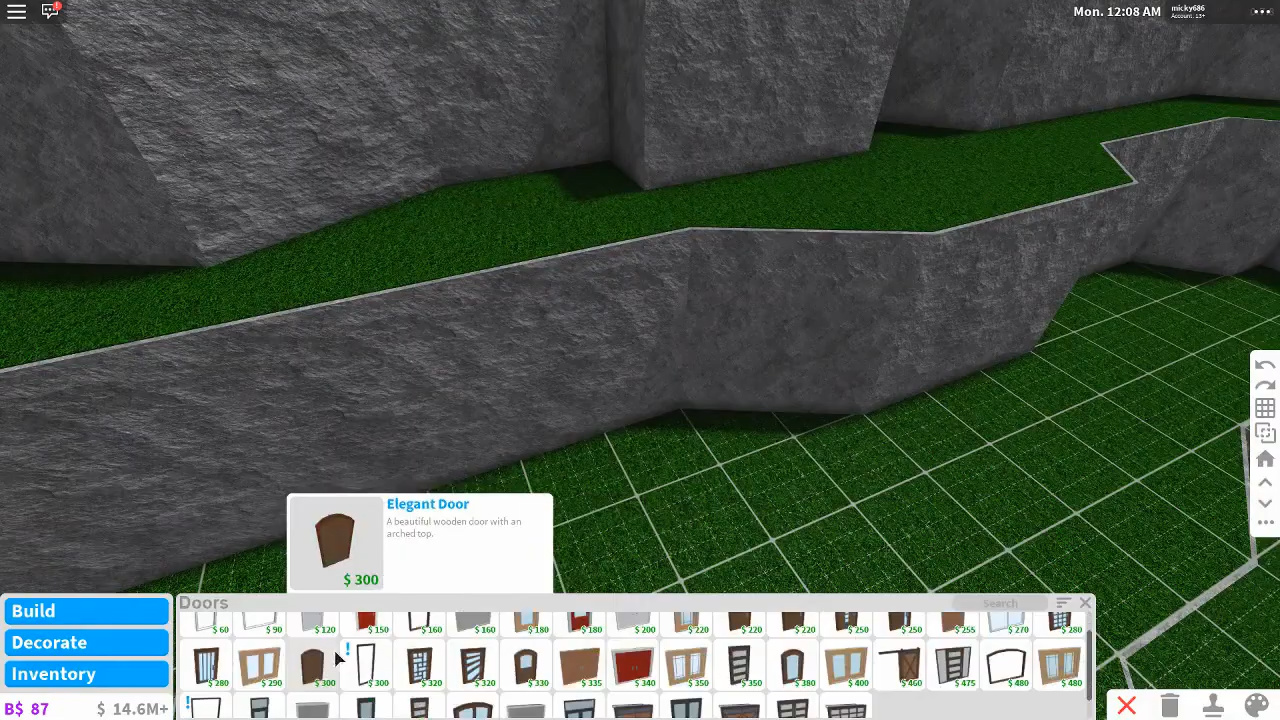 Mon. 12:08 AM
micky686
Account: 13+
Elegant Door
A beautiful wooden door with an
arched top.
$ 300
Build
Decorate
Inventory
B$ 87
$ 14.6M+
Doors
Search
$ 60 $ 90 $ 120 $ 150 $ 160 $ 160 $ 180 $ 180 $ 200 $ 220 $ 220 $ 220 $ 250 $ 250 $ 255 $ 270 $ 280
$ 280 $ 290 $ 300 ! $ 300 $ 320 $ 320 $ 330 $ 335 $ 340 $ 350 $ 350 $ 380 $ 400 $ 460 $ 475 $ 480 $ 480
!